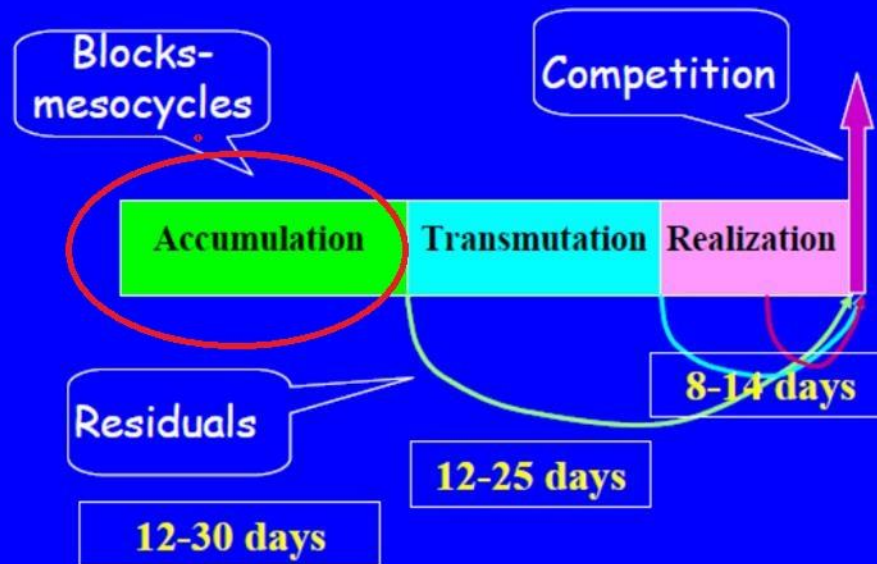 Blocks-
mesocycles
Competition
Accumulation
Transmutation
Realization
Residuals
8-14 days
12-25 days
12-30 days